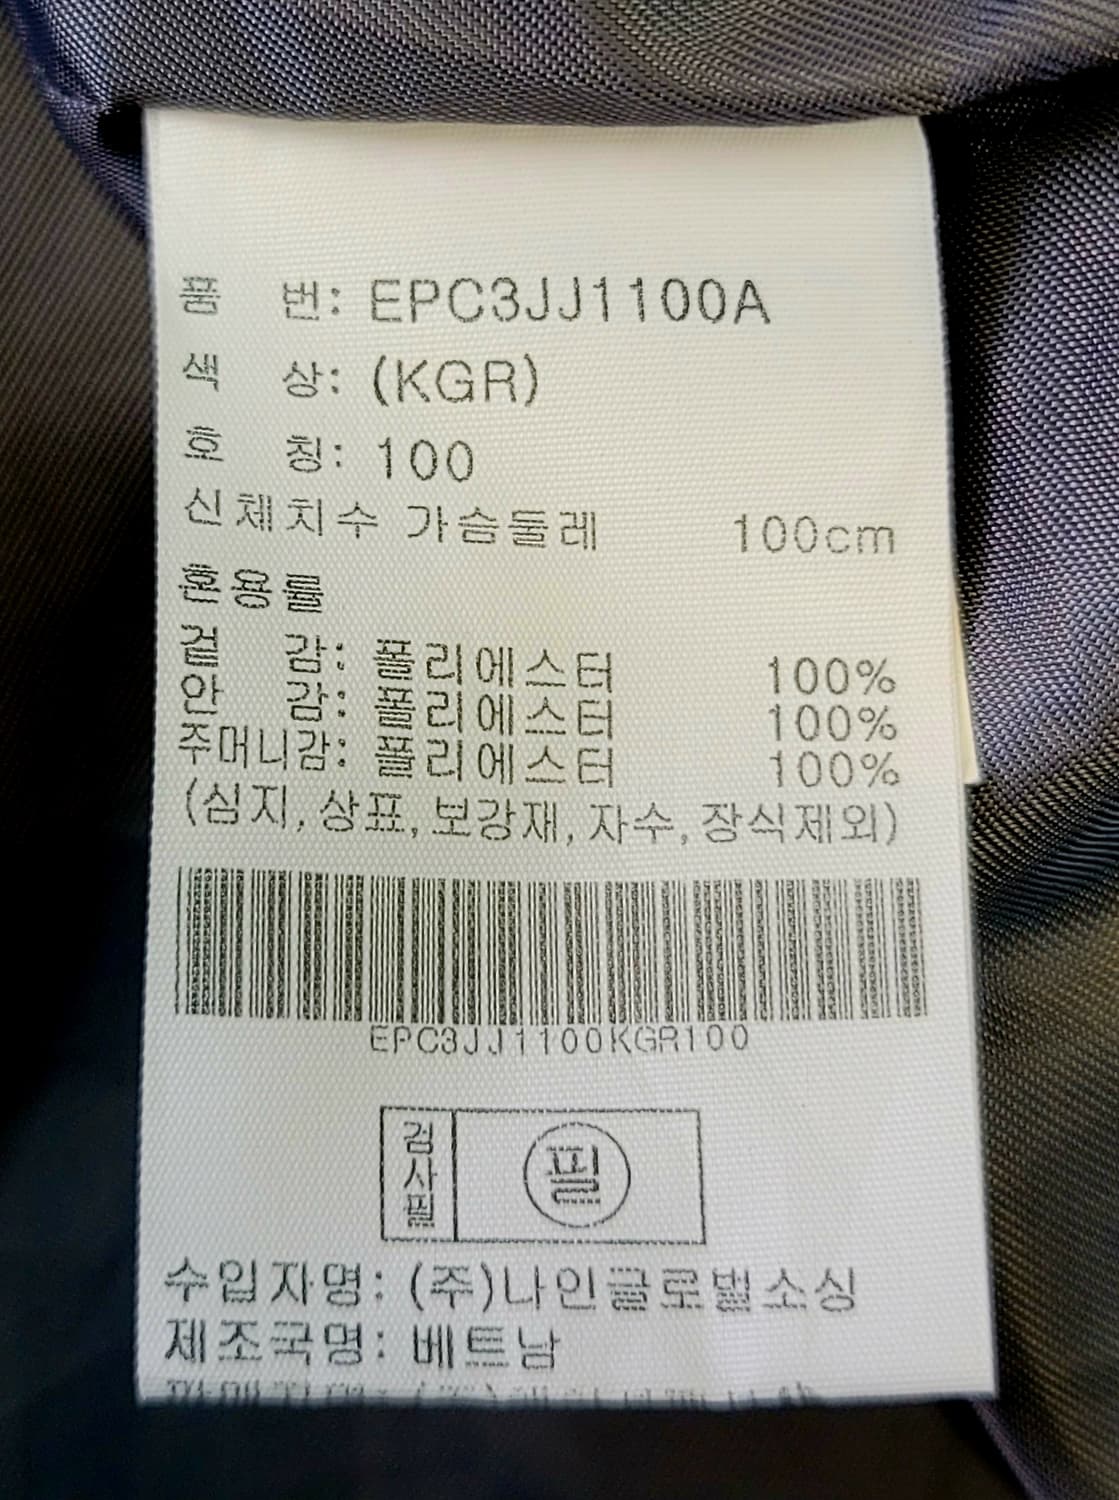 품 번: EPC3JJ1100A
색 상: (KGR)
호 칭: 100
신체치수 가슴둘레 100cm
혼용률
겉 감: 폴리에스터 100%
안 감: 폴리에스터 100%
주머니감: 폴리에스터 100%
(심지, 상표, 보강재, 자수, 장식제외)
EPC3JJ1100KGR100
검사필
필
수입자명: (주)나인글로벌소싱
제조국명: 베트남